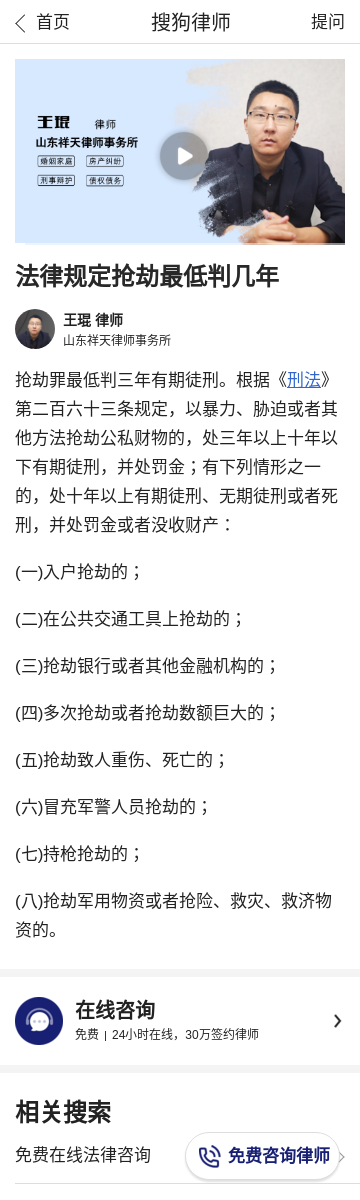 首页
搜狗律师
提问
王琨 律师
山东祥天律师事务所
婚姻家庭 房产纠纷
刑事辩护 债权债务
法律规定抢劫最低判几年
王琨 律师
山东祥天律师事务所
抢劫罪最低判三年有期徒刑。根据《刑法》
第二百六十三条规定，以暴力、胁迫或者其
他方法抢劫公私财物的，处三年以上十年以
下有期徒刑，并处罚金；有下列情形之一
的，处十年以上有期徒刑、无期徒刑或者死
刑，并处罚金或者没收财产：
(一)入户抢劫的；
(二)在公共交通工具上抢劫的；
(三)抢劫银行或者其他金融机构的；
(四)多次抢劫或者抢劫数额巨大的；
(五)抢劫致人重伤、死亡的；
(六)冒充军警人员抢劫的；
(七)持枪抢劫的；
(八)抢劫军用物资或者抢险、救灾、救济物
资的。
在线咨询
免费 | 24小时在线，30万签约律师
相关搜索
免费在线法律咨询
免费咨询律师